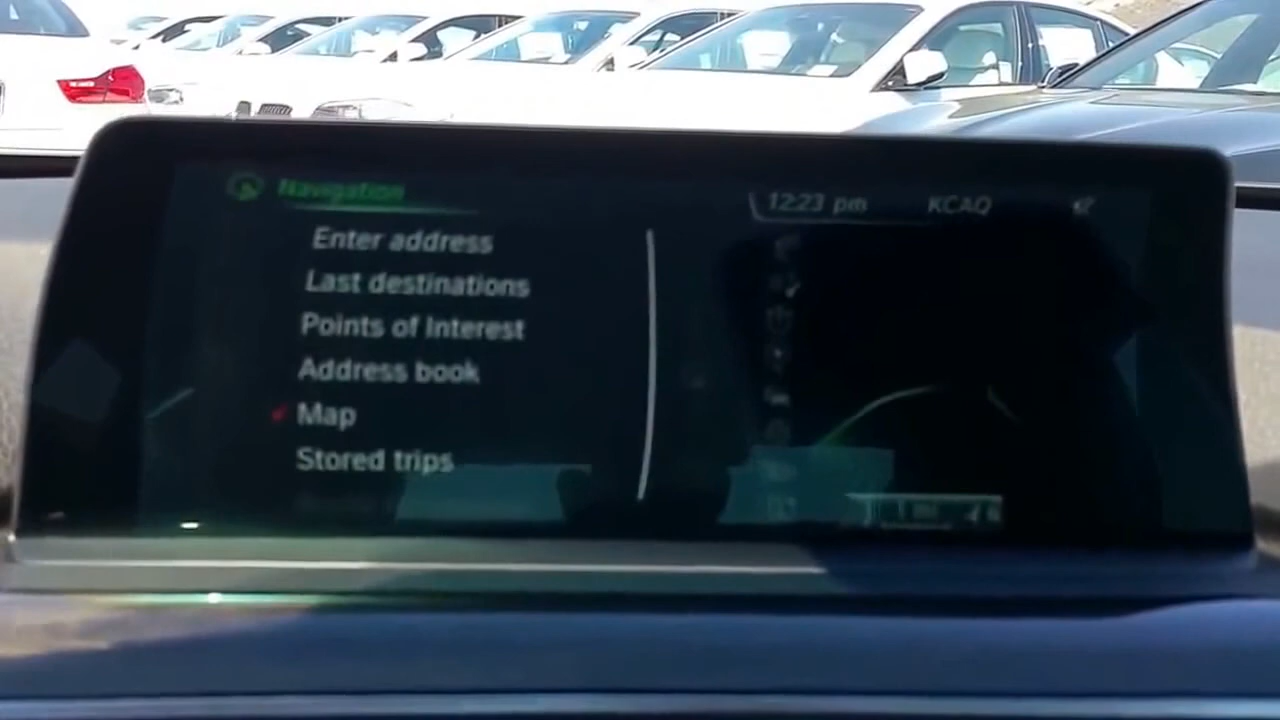 Navigation
12:23 pm KCAQ
Enter address
Last destinations
Points of Interest
Address book
Map
Stored trips